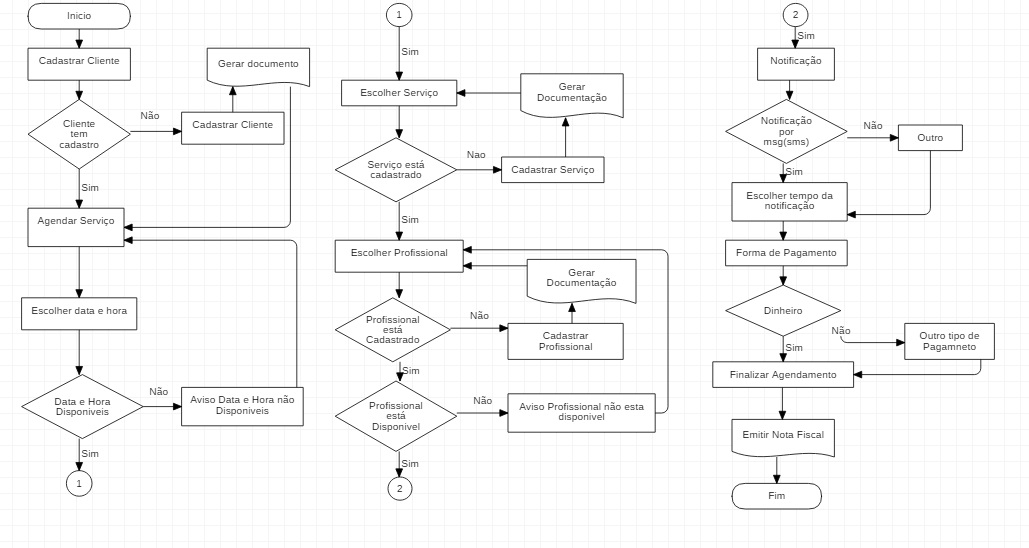 Inicio
Cadastrar Cliente
Gerar documento
Cliente
tem
cadastro
Não
Cadastrar Cliente
Sim
Agendar Serviço
Escolher data e hora
Data e Hora
Disponiveis
Não
Aviso Data e Hora não
Disponíveis
Sim
1
1
Sim
Escolher Serviço
Gerar
Documentação
Serviço está
cadastrado
Nao
Cadastrar Serviço
Sim
Escolher Profissional
Gerar
Documentação
Profissional
está
Cadastrado
Não
Cadastrar
Profissional
Sim
Profissional
está
Disponivel
Não
Aviso Profissional não esta
disponivel
Sim
2
2
Sim
Notificação
Notificação
por
msg(sms)
Não
Outro
Sim
Escolher tempo da
notificação
Forma de Pagamento
Dinheiro
Não
Outro tipo de
Pagamneto
Sim
Finalizar Agendamento
Emitir Nota Fiscal
Fim